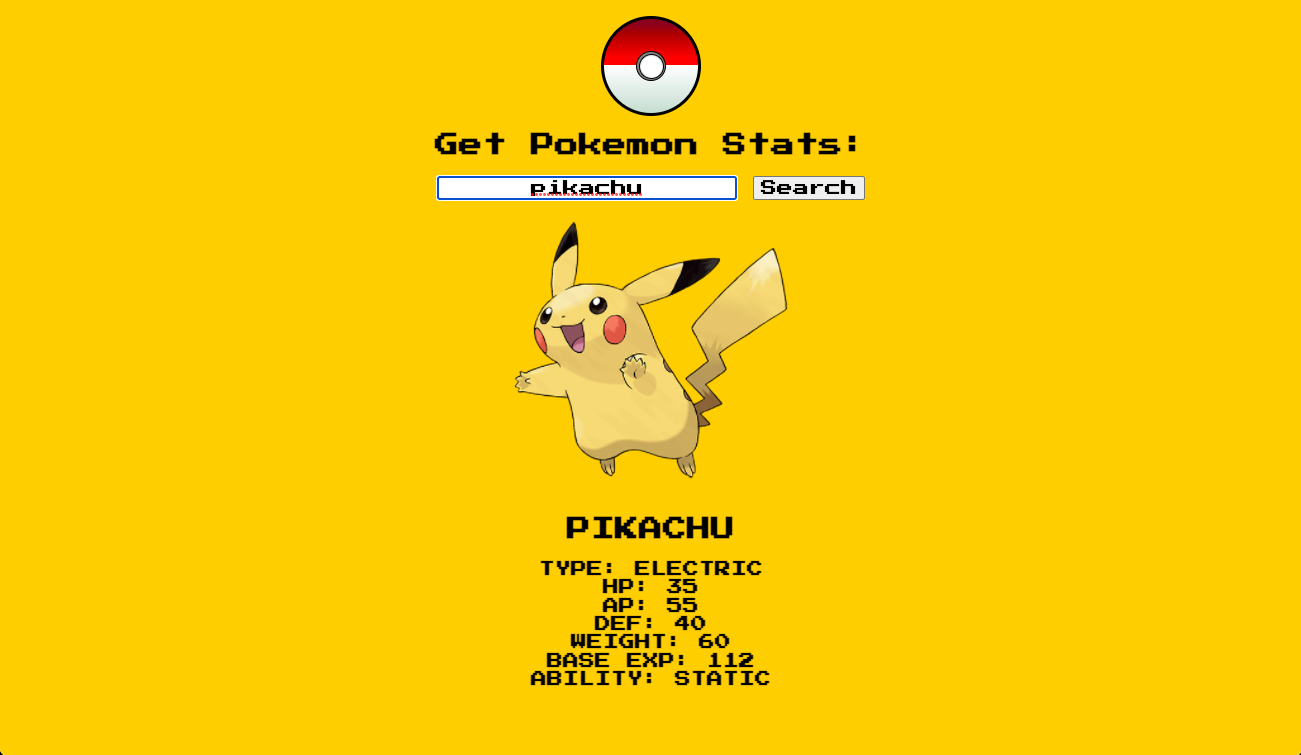 Get Pokemon Stats:
pikachu Search
PIKACHU
TYPE: ELECTRIC
HP: 35
AP: 55
DEF: 40
WEIGHT: 60
BASE EXP: 112
ABILITY: STATIC